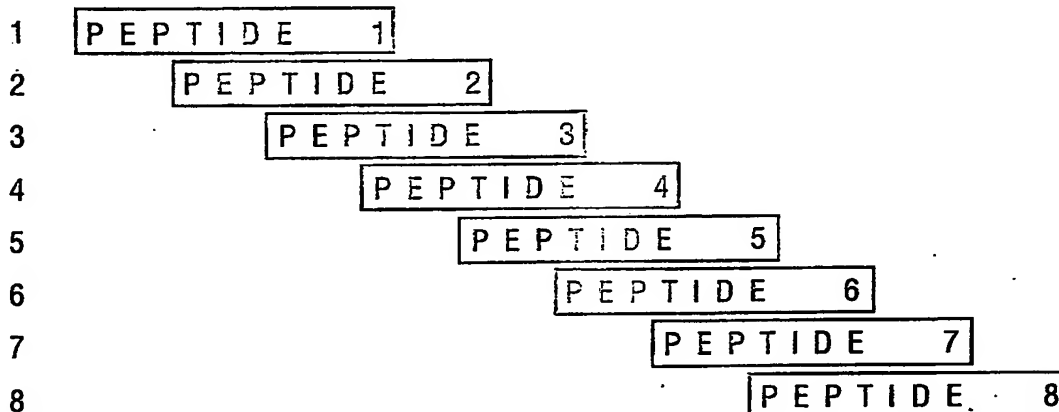 1 PEPTIDE 1
2 PEPTIDE 2
3 PEPTIDE 3
4 PEPTIDE 4
5 PEPTIDE 5
6 PEPTIDE 6
7 PEPTIDE 7
8 PEPTIDE 8